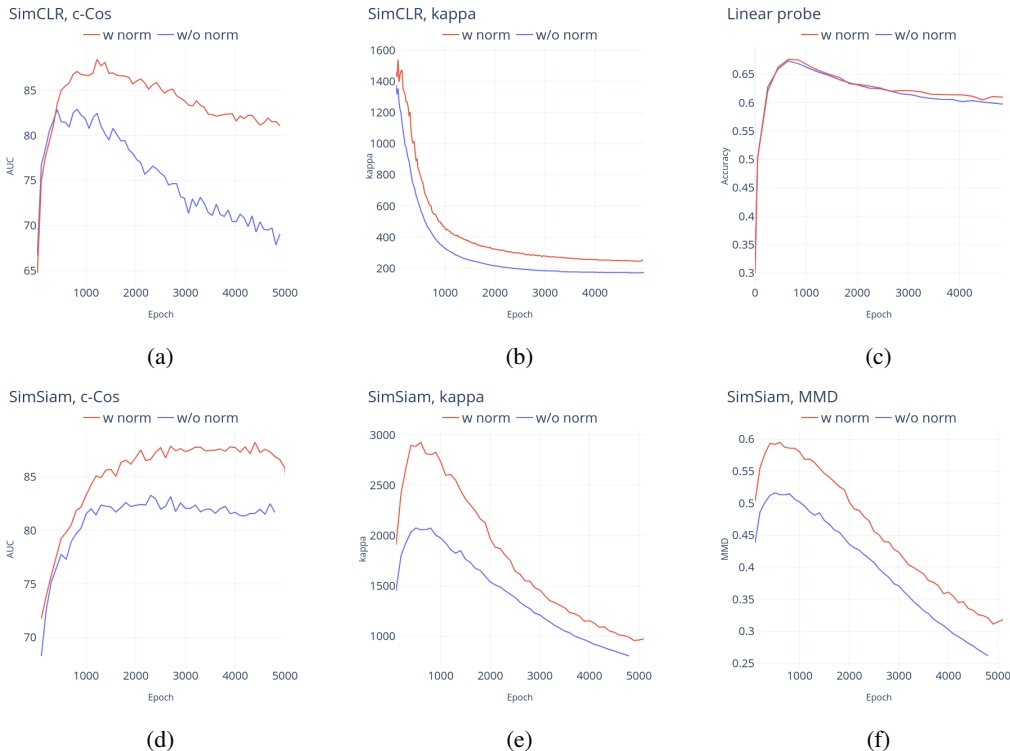 SimCLR, c-Cos
w norm w/o norm
85
80
75
70
65
AUC
1000 2000 3000 4000 5000
Epoch
(a)
SimCLR, kappa
w norm w/o norm
1600
1400
1200
1000
800
600
400
200
kappa
1000 2000 3000 4000
Epoch
(b)
Linear probe
w norm w/o norm
0.65
0.6
0.55
0.5
0.45
0.4
0.35
0.3
Accuracy
0 1000 2000 3000 4000
Epoch
(c)
SimSiam, c-Cos
w norm w/o norm
85
80
75
70
AUC
1000 2000 3000 4000 5000
Epoch
(d)
SimSiam, kappa
w norm w/o norm
3000
2500
2000
1500
1000
kappa
1000 2000 3000 4000 5000
Epoch
(e)
SimSiam, MMD
w norm w/o norm
0.6
0.55
0.5
0.45
0.4
0.35
0.3
0.25
MMD
1000 2000 3000 4000 5000
Epoch
(f)